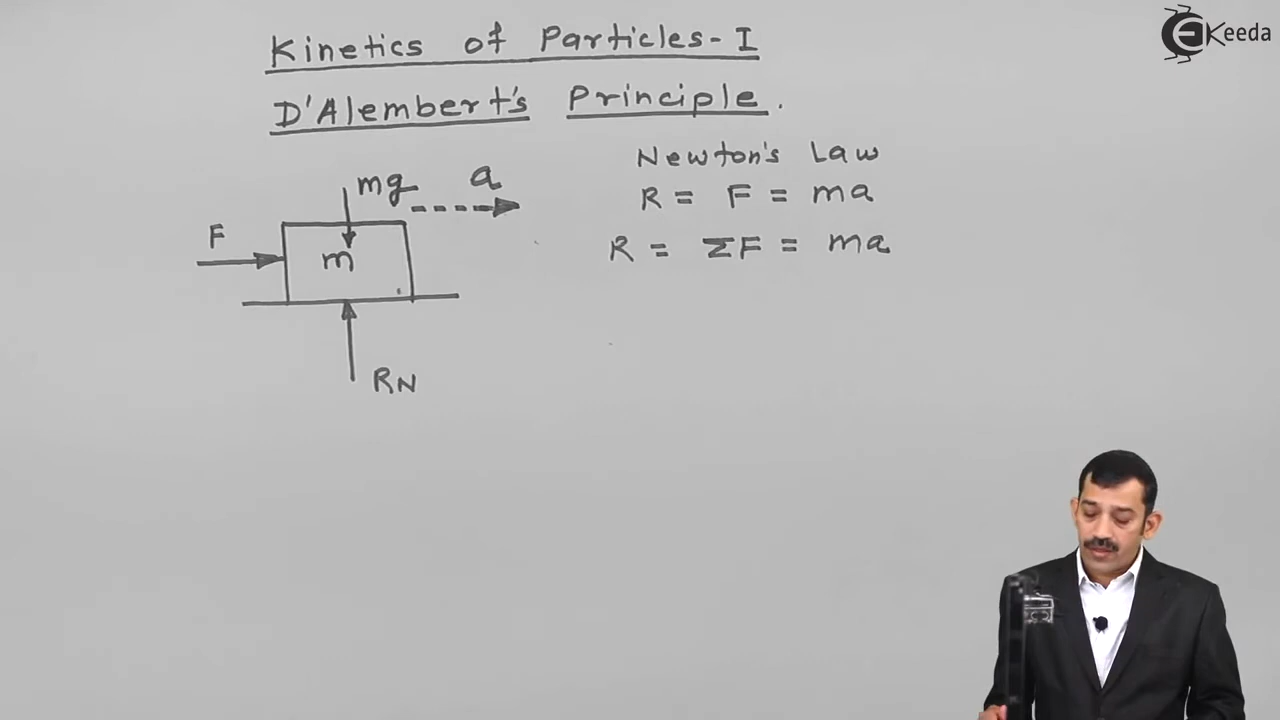 Kinetics of Particles-I
D'Alembert's Principle.
Ekeeda
Newton's Law
R = F = ma
R = ΣF = ma
mg
a
F
m
RN